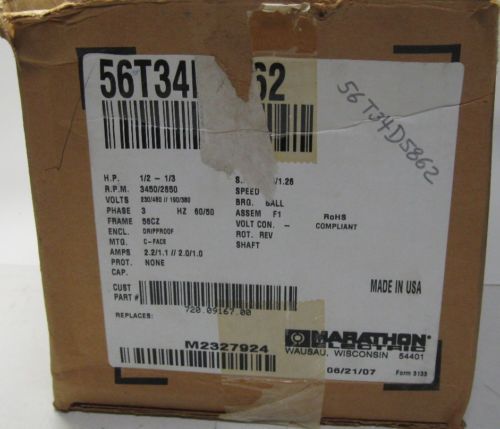 56T34 62
56T34D5862
H.P. 1/2 - 1/3
R.P.M. 3450/2850
VOLTS 230/460 // 190/380
PHASE 3 HZ 60/50
FRAME 56CZ
ENCL. DRIPPROOF
MTG. C-FACE
AMPS 2.2/1.1 // 2.0/1.0
PROT. NONE
CAP.
S. /1.25
SPEED
BRG. BALL
ASSEM F1
VOLT CON. -
ROT. REV
SHAFT
RoHS
COMPLIANT
CUST
PART #
720.09167.00
MADE IN USA
REPLACES:
M2327924
MARATHON
ELECTRIC
WAUSAU, WISCONSIN 54401
06/21/07 Form 5133